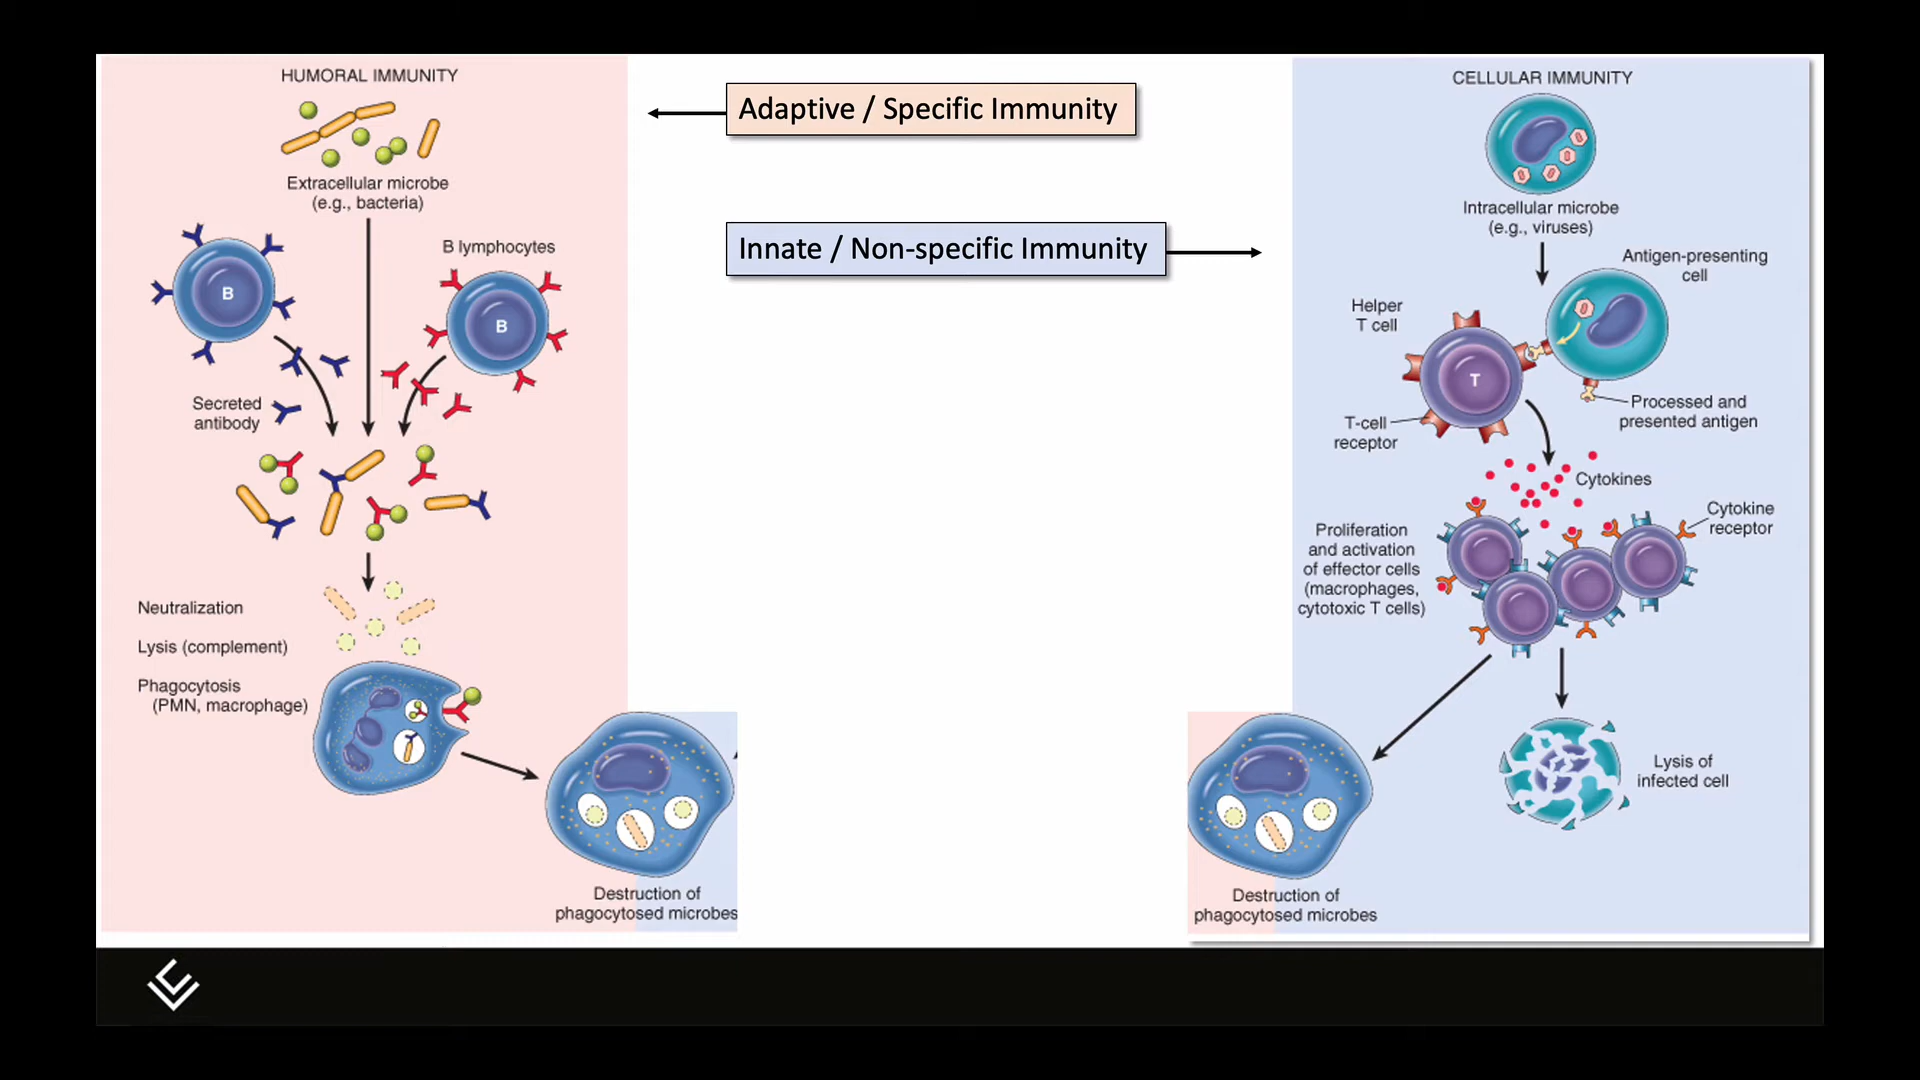 HUMORAL IMMUNITY
Extracellular microbe
(e.g., bacteria)
B lymphocytes
B
B
Secreted
antibody
Neutralization
Lysis (complement)
Phagocytosis
(PMN, macrophage)
Destruction of
phagocytosed microbes
Adaptive / Specific Immunity
Innate / Non-specific Immunity
CELLULAR IMMUNITY
Intracellular microbe
(e.g., viruses)
Antigen-presenting
cell
Helper
T cell
T
Processed and
presented antigen
T-cell
receptor
Cytokines
Cytokine
receptor
Proliferation
and activation
of effector cells
(macrophages,
cytotoxic T cells)
Lysis of
infected cell
Destruction of
phagocytosed microbes